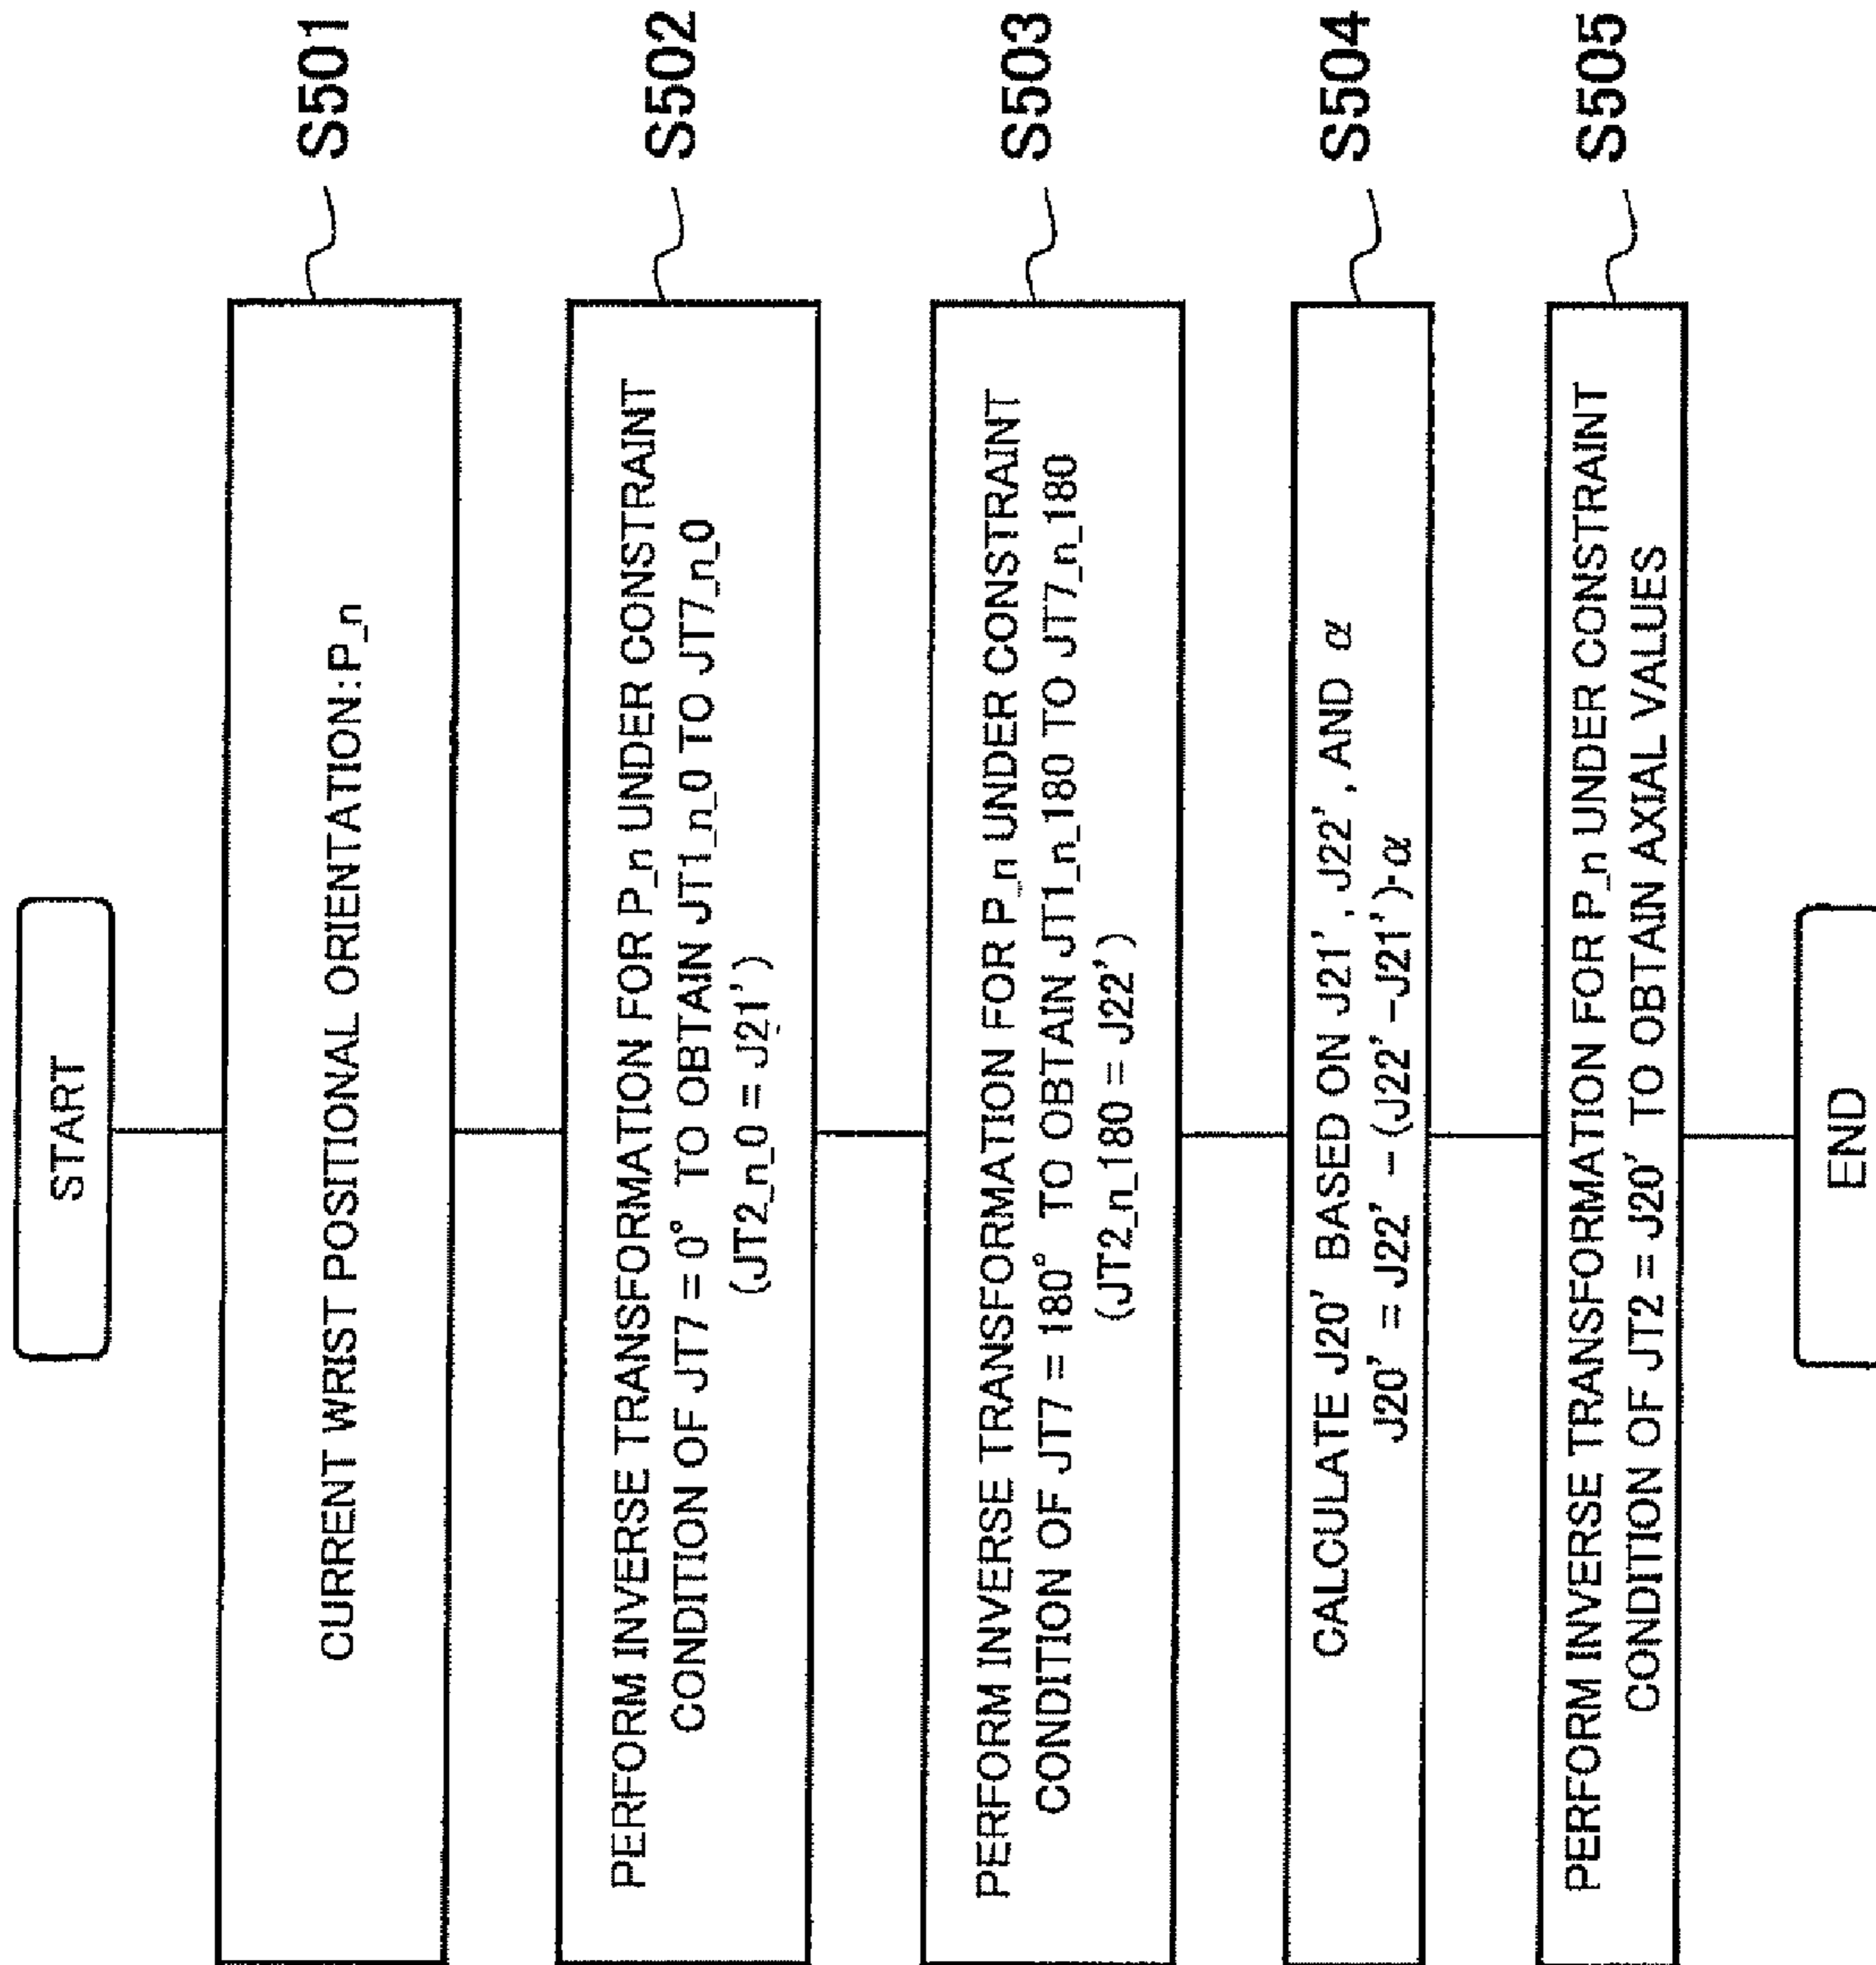 START
CURRENT WRIST POSITIONAL ORIENTATION:P_n
S501
PERFORM INVERSE TRANSFORMATION FOR P_n UNDER CONSTRAINT
CONDITION OF JT7 = 0° TO OBTAIN JT1_n_0 TO JT7_n_0
(JT2_n_0 = J21')
S502
PERFORM INVERSE TRANSFORMATION FOR P_n UNDER CONSTRAINT
CONDITION OF JT7 = 180° TO OBTAIN JT1_n_180 TO JT7_n_180
(JT2_n_180 = J22')
S503
CALCULATE J20' BASED ON J21', J22', AND α
J20' = J22' -(J22' -J21')·α
S504
PERFORM INVERSE TRANSFORMATION FOR P_n UNDER CONSTRAINT
CONDITION OF JT2 = J20' TO OBTAIN AXIAL VALUES
S505
END